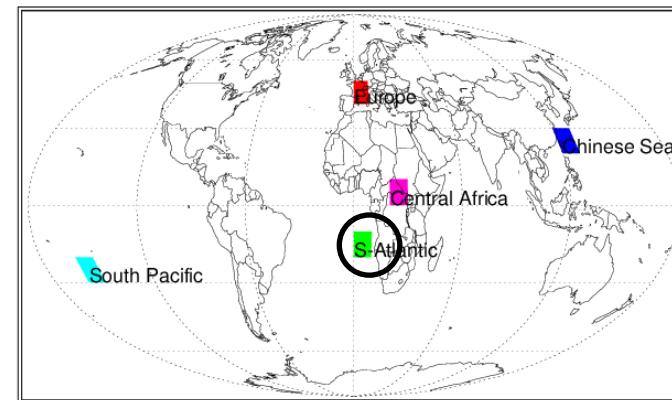 Europe
Chinese Sea
Central Africa
S-Atlantic
South Pacific